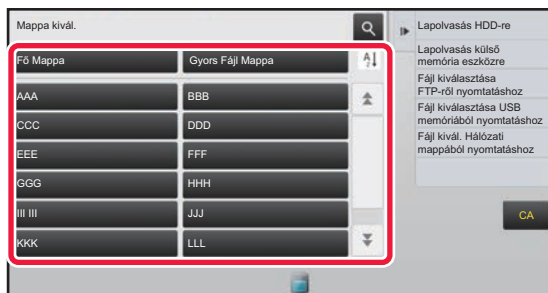 Mappa kivál.
Fő Mappa
Gyors Fájl Mappa
AAA
BBB
CCC
DDD
EEE
FFF
GGG
HHH
III III
JJJ
KKK
LLL
Lapolvasás HDD-re
Lapolvasás külső
memória eszközre
Fájl kiválasztása
FTP-ről nyomtatáshoz
Fájl kiválasztása USB
memóriából nyomtatáshoz
Fájl kivál. Hálózati
mappából nyomtatáshoz
CA